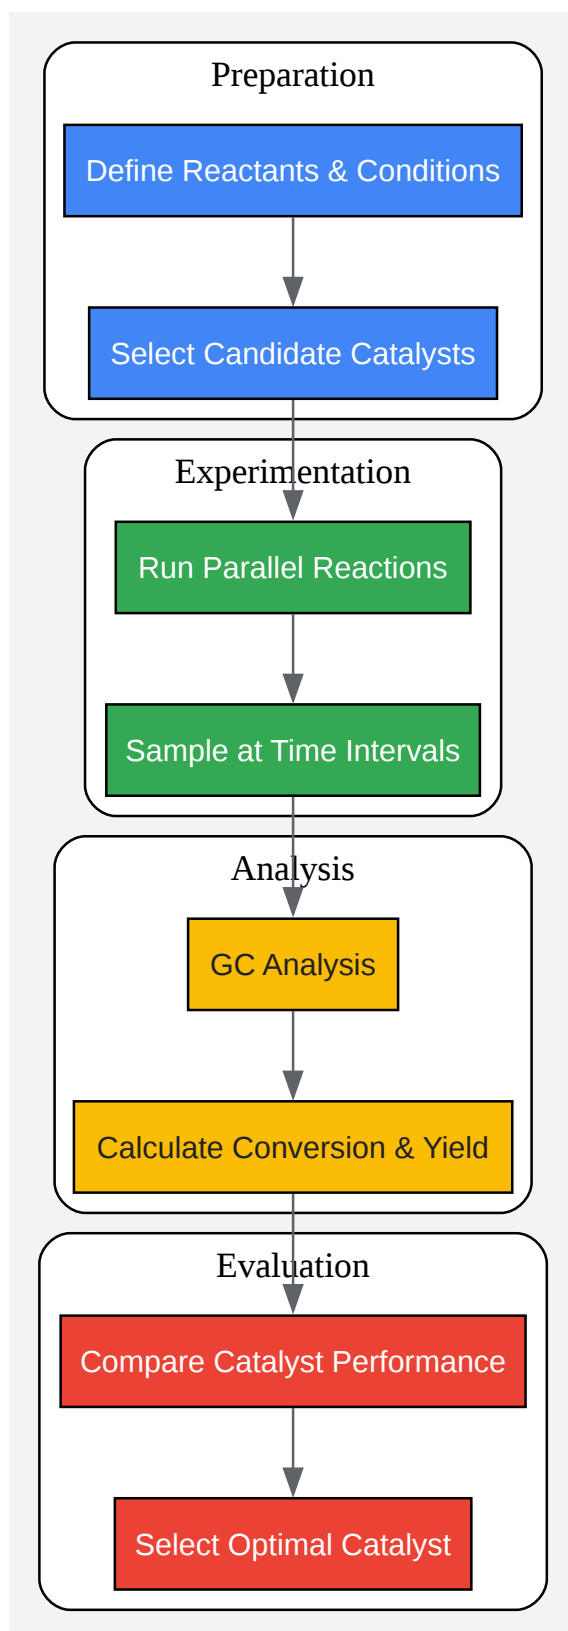 Preparation
Define Reactants & Conditions
Select Candidate Catalysts
Experimentation
Run Parallel Reactions
Sample at Time Intervals
Analysis
GC Analysis
Calculate Conversion & Yield
Evaluation
Compare Catalyst Performance
Select Optimal Catalyst